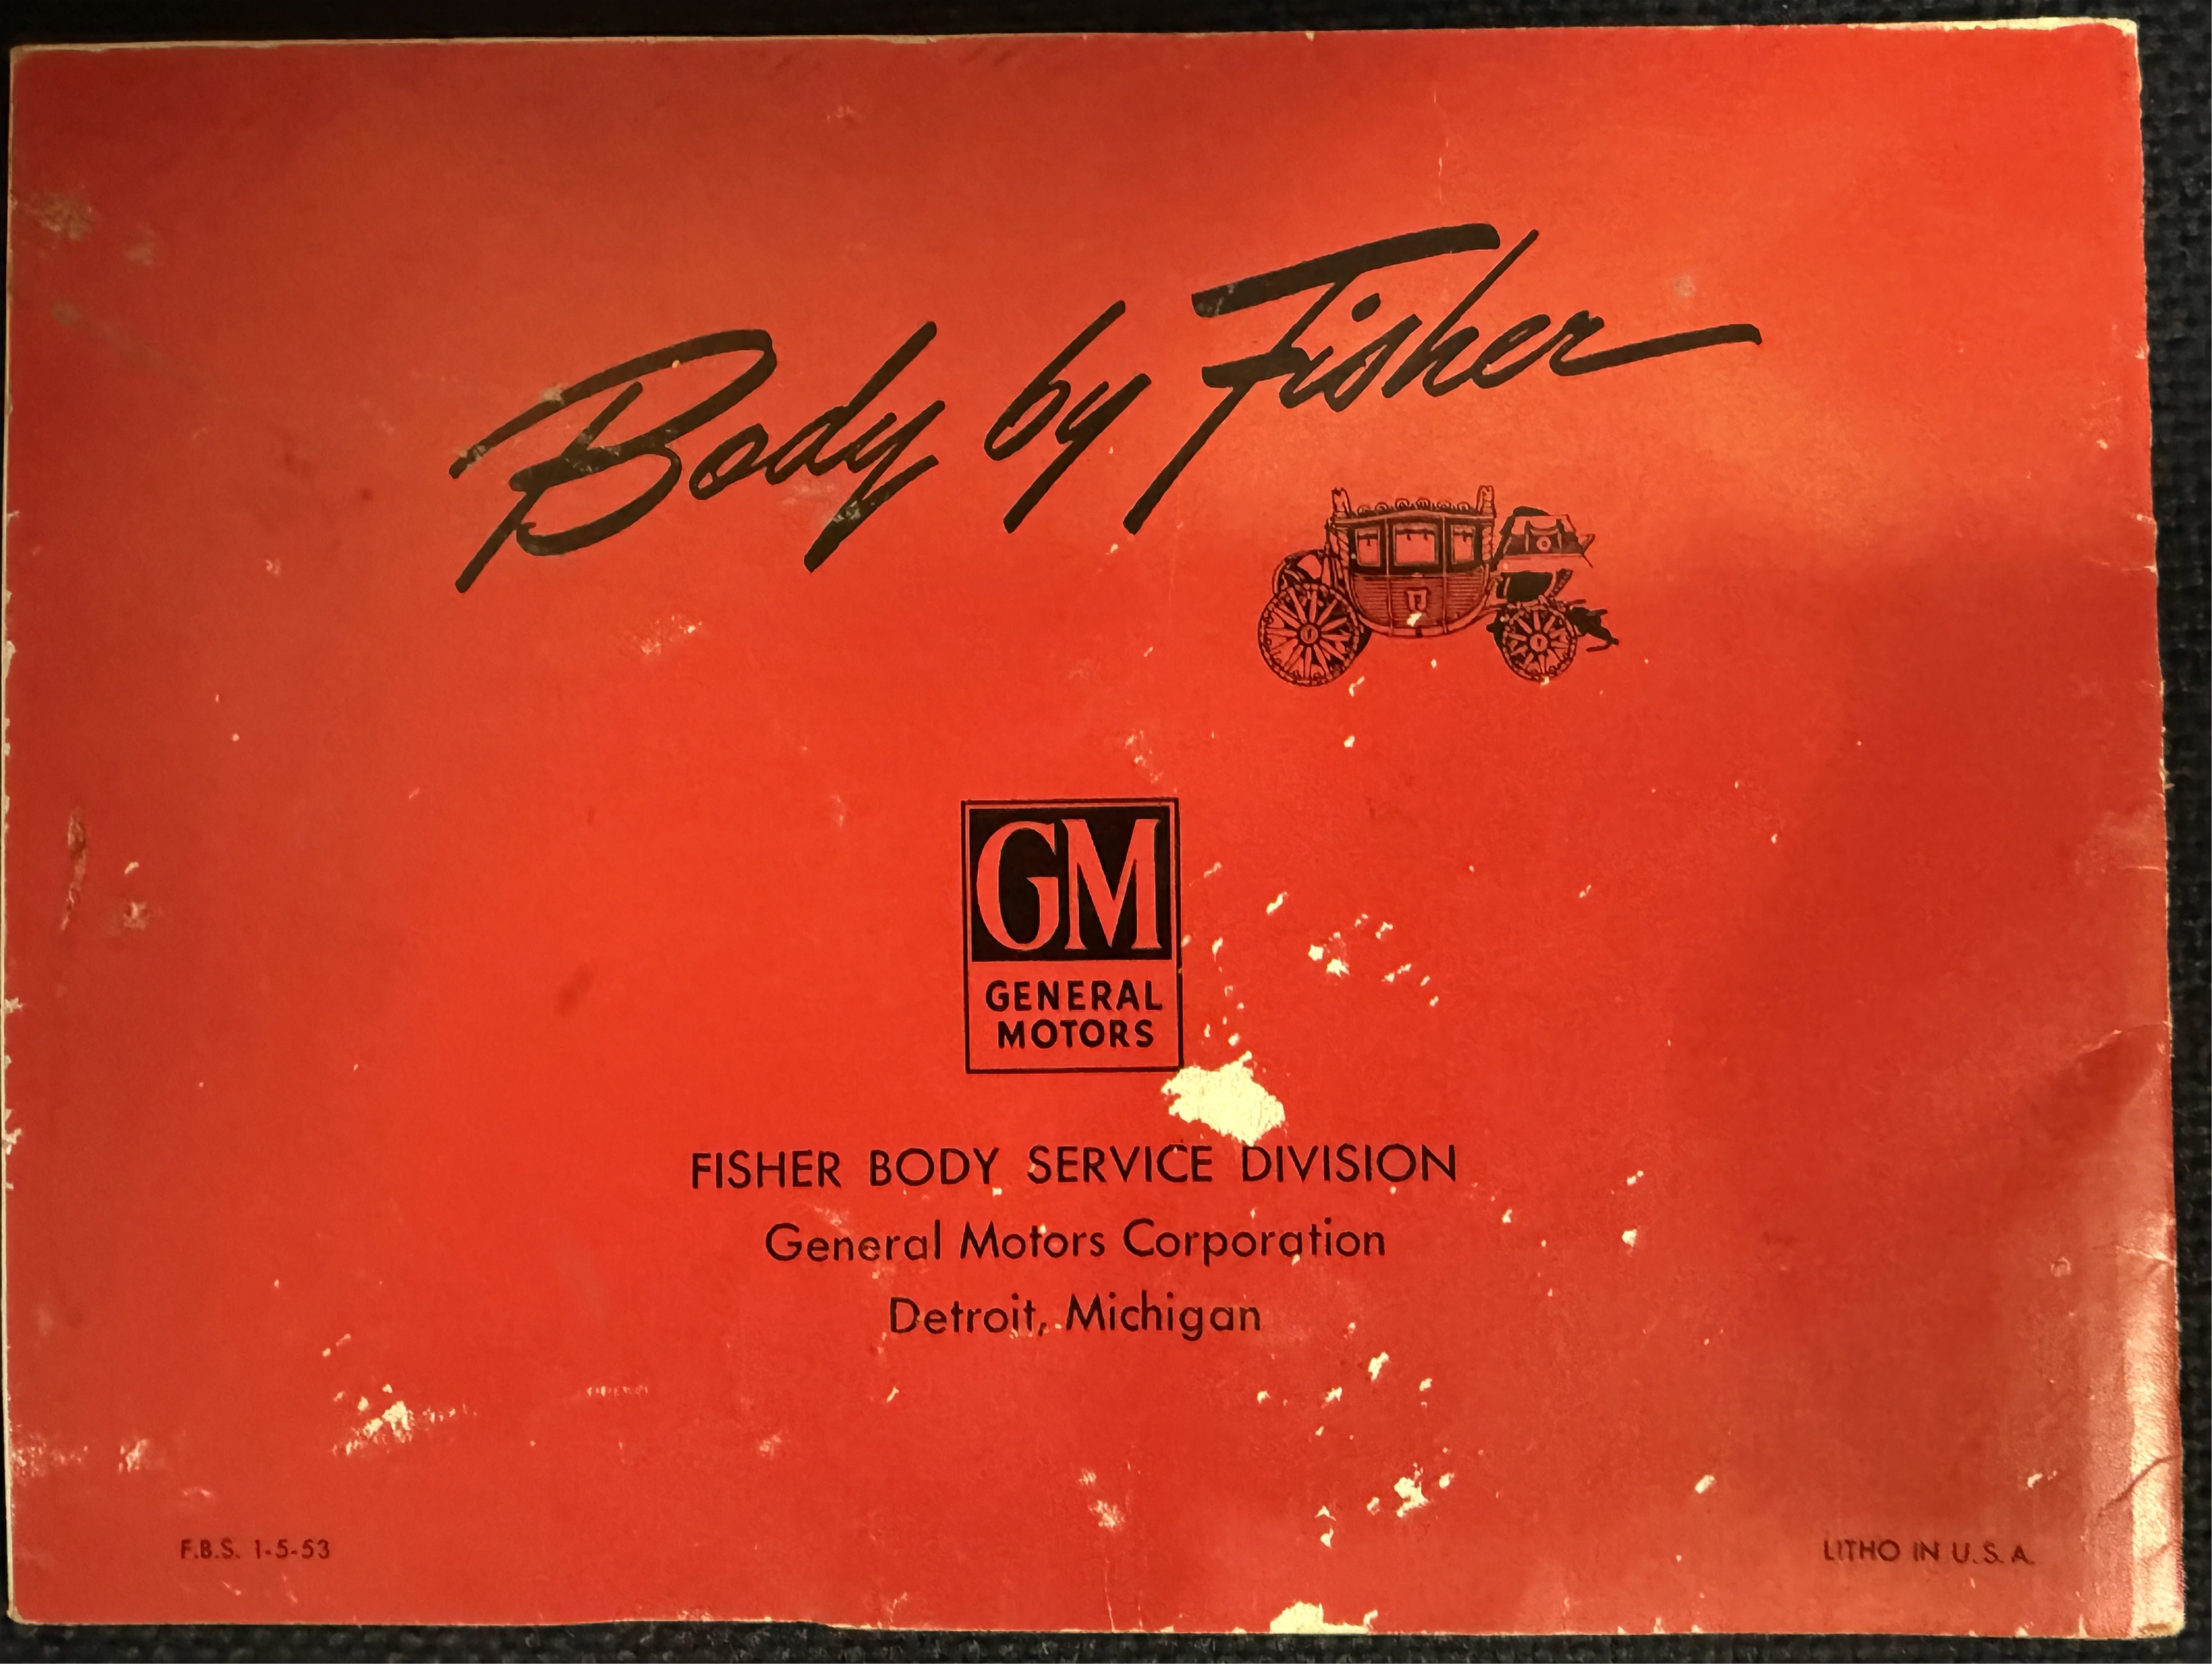 Body by Fisher
GM
GENERAL
MOTORS
FISHER BODY SERVICE DIVISION
General Motors Corporation
Detroit, Michigan
F.B.S. 1-5-53
LITHO IN U.S.A.